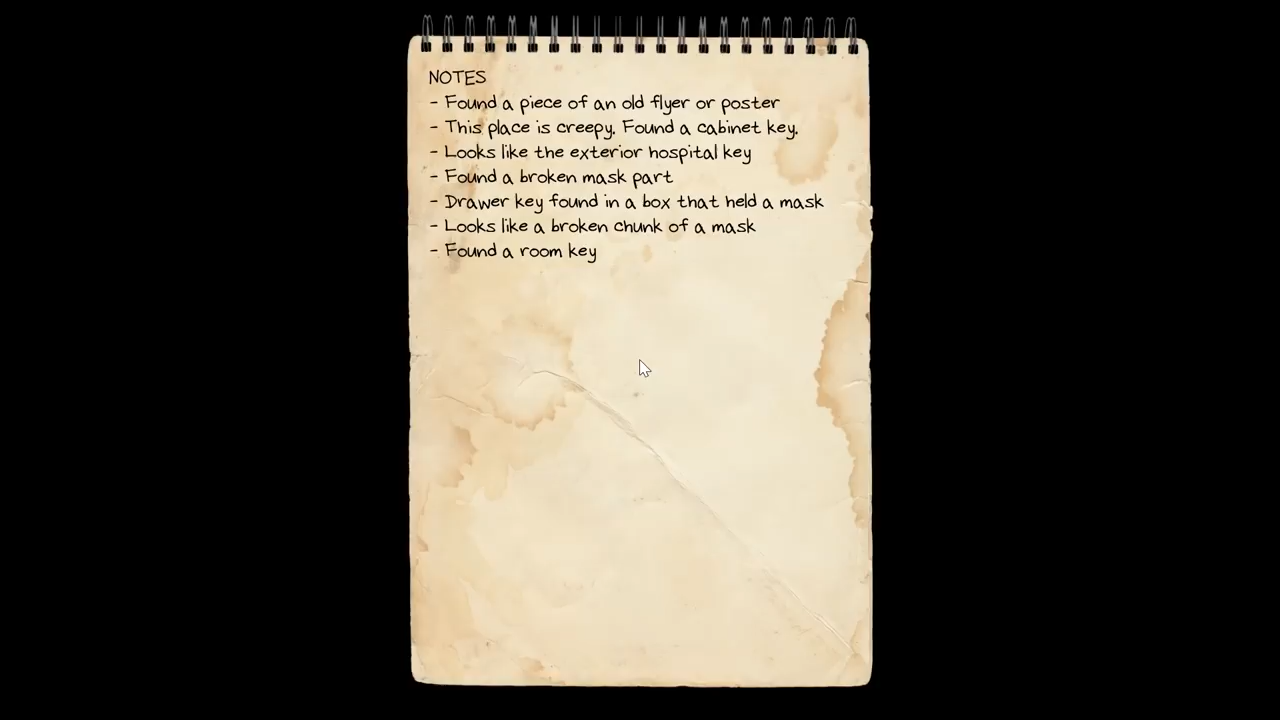 NOTES
- Found a piece of an old flyer or poster
- This place is creepy. Found a cabinet key.
- Looks like the exterior hospital key
- Found a broken mask part
- Drawer key found in a box that held a mask
- Looks like a broken chunk of a mask
- Found a room key